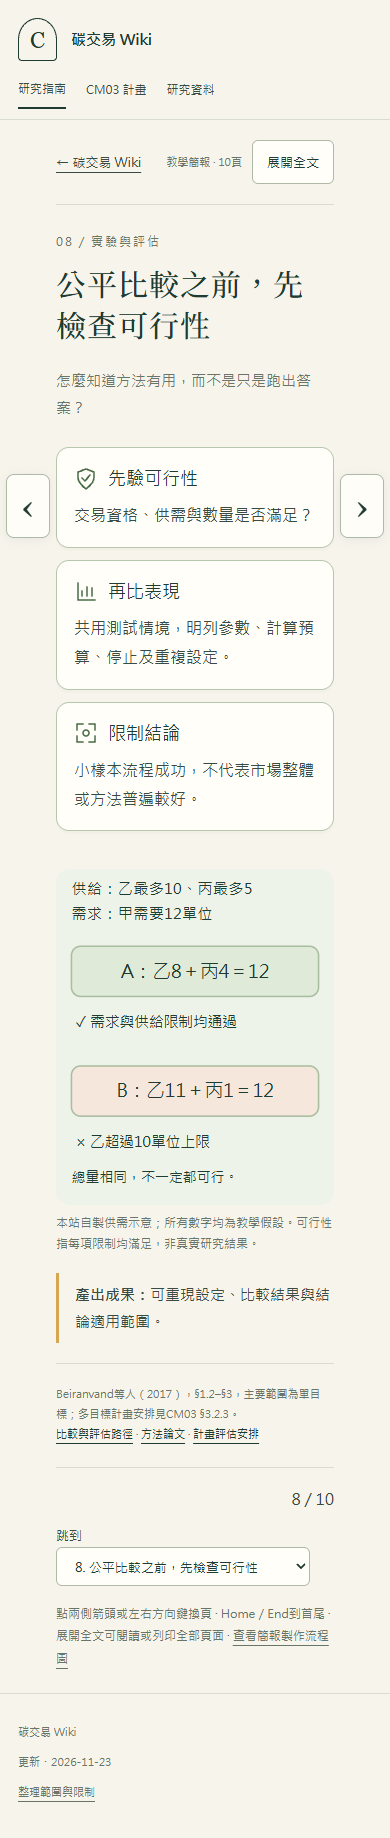 C
碳交易 Wiki
研究指南 CM03 計畫 研究資料
← 碳交易 Wiki 教學簡報 · 10頁 展開全文
08 / 實驗與評估
公平比較之前，先
檢查可行性
怎麼知道方法有用，而不是只是跑出答
案？
先驗可行性
交易資格、供需與數量是否滿足？
‹ ›
再比表現
共用測試情境，明列參數、計算預
算、停止及重複設定。
限制結論
小樣本流程成功，不代表市場整體
或方法普遍較好。
供給：乙最多10、丙最多5
需求：甲需要12單位
A：乙8＋丙4＝12
✓ 需求與供給限制均通過
B：乙11＋丙1＝12
× 乙超過10單位上限
總量相同，不一定都可行。
本站自製供需示意；所有數字均為教學假設。可行性
指每項限制均滿足，非真實研究結果。
產出成果：可重現設定、比較結果與結
論適用範圍。
Beiranvand等人（2017），§1.2–§3，主要範圍為單目
標；多目標計畫安排見CM03 §3.2.3。
比較與評估路徑 · 方法論文 · 計畫評估安排
8 / 10
跳到
8. 公平比較之前，先檢查可行性
點兩側箭頭或左右方向鍵換頁 · Home / End到首尾 ·
展開全文可閱讀或列印全部頁面 · 查看簡報製作流程
圖
碳交易 Wiki
更新 · 2026-11-23
整理範圍與限制